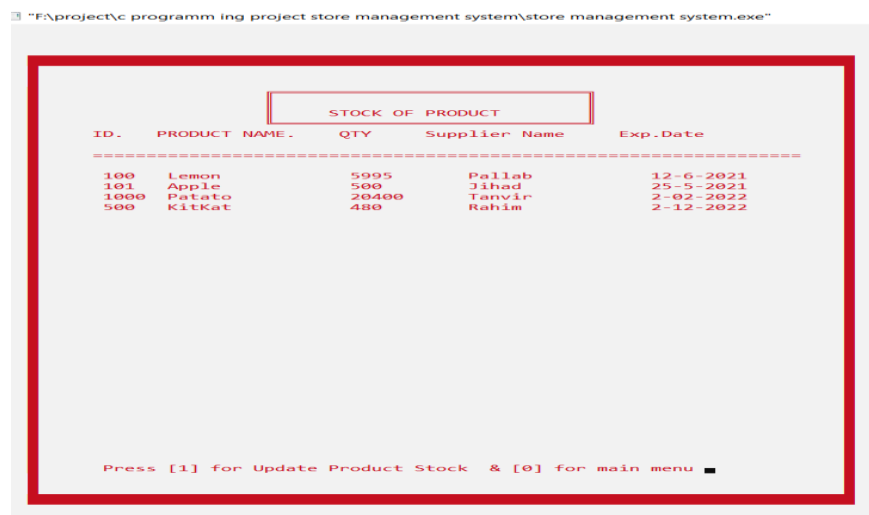 "F:\project\c programm ing project store management system\store management system.exe"
STOCK OF PRODUCT
ID. PRODUCT NAME. QTY Supplier Name Exp.Date
==================================================================
100 Lemon 5995 Pallab 12-6-2021
101 Apple 500 Jihad 25-5-2021
1000 Patato 20400 Tanvir 2-02-2022
500 KitKat 480 Rahim 2-12-2022
Press [1] for Update Product Stock & [0] for main menu